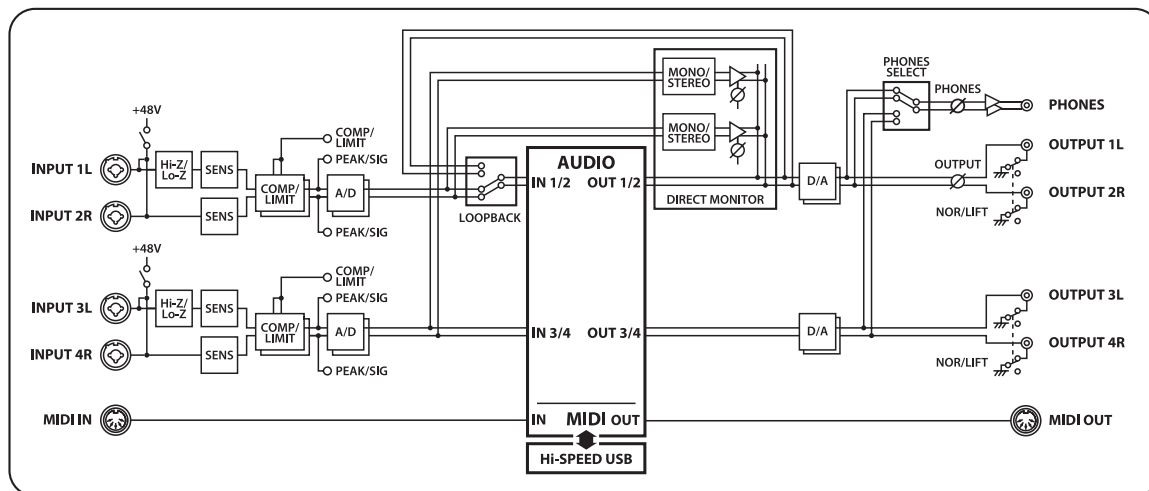 MONO/
STEREO
MONO/
STEREO
DIRECT MONITOR
PHONES
SELECT
PHONES
PHONES
+48V
INPUT 1L
Hi-Z/
Lo-Z
SENS
COMP/
LIMIT
PEAK/SIG
COMP/
LIMIT
A/D
PEAK/SIG
INPUT 2R
SENS
LOOPBACK
AUDIO
IN 1/2
OUT 1/2
D/A
OUTPUT
OUTPUT 1L
OUTPUT 2R
NOR/LIFT
+48V
INPUT 3L
Hi-Z/
Lo-Z
SENS
COMP/
LIMIT
PEAK/SIG
COMP/
LIMIT
A/D
PEAK/SIG
INPUT 4R
SENS
IN 3/4
OUT 3/4
D/A
OUTPUT 3L
OUTPUT 4R
NOR/LIFT
MIDI IN
IN
MIDI
OUT
MIDI OUT
Hi-SPEED USB